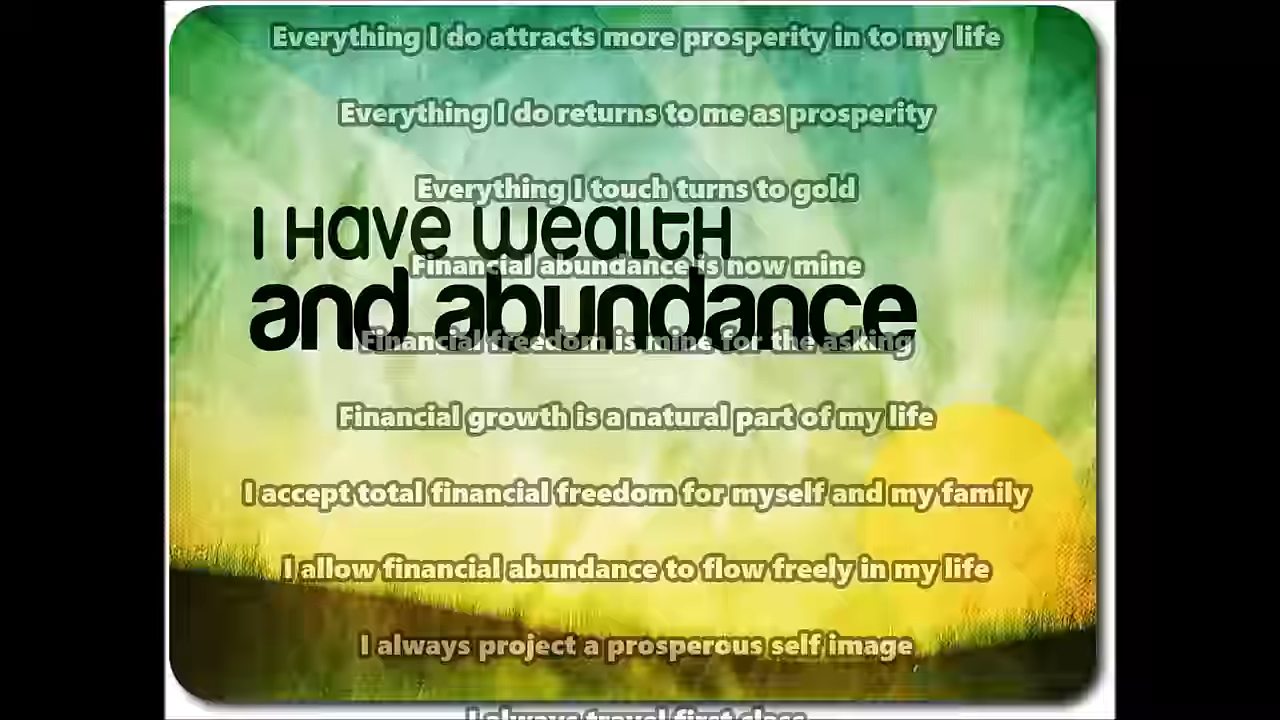 Everything I do attracts more prosperity in to my life
Everything I do returns to me as prosperity
Everything I touch turns to gold
I Have wealth
Financial abundance is now mine
and abundance
Financial freedom is mine for the asking
Financial growth is a natural part of my life
I accept total financial freedom for myself and my family
I allow financial abundance to flow freely in my life
I always project a prosperous self image
I always travel first class